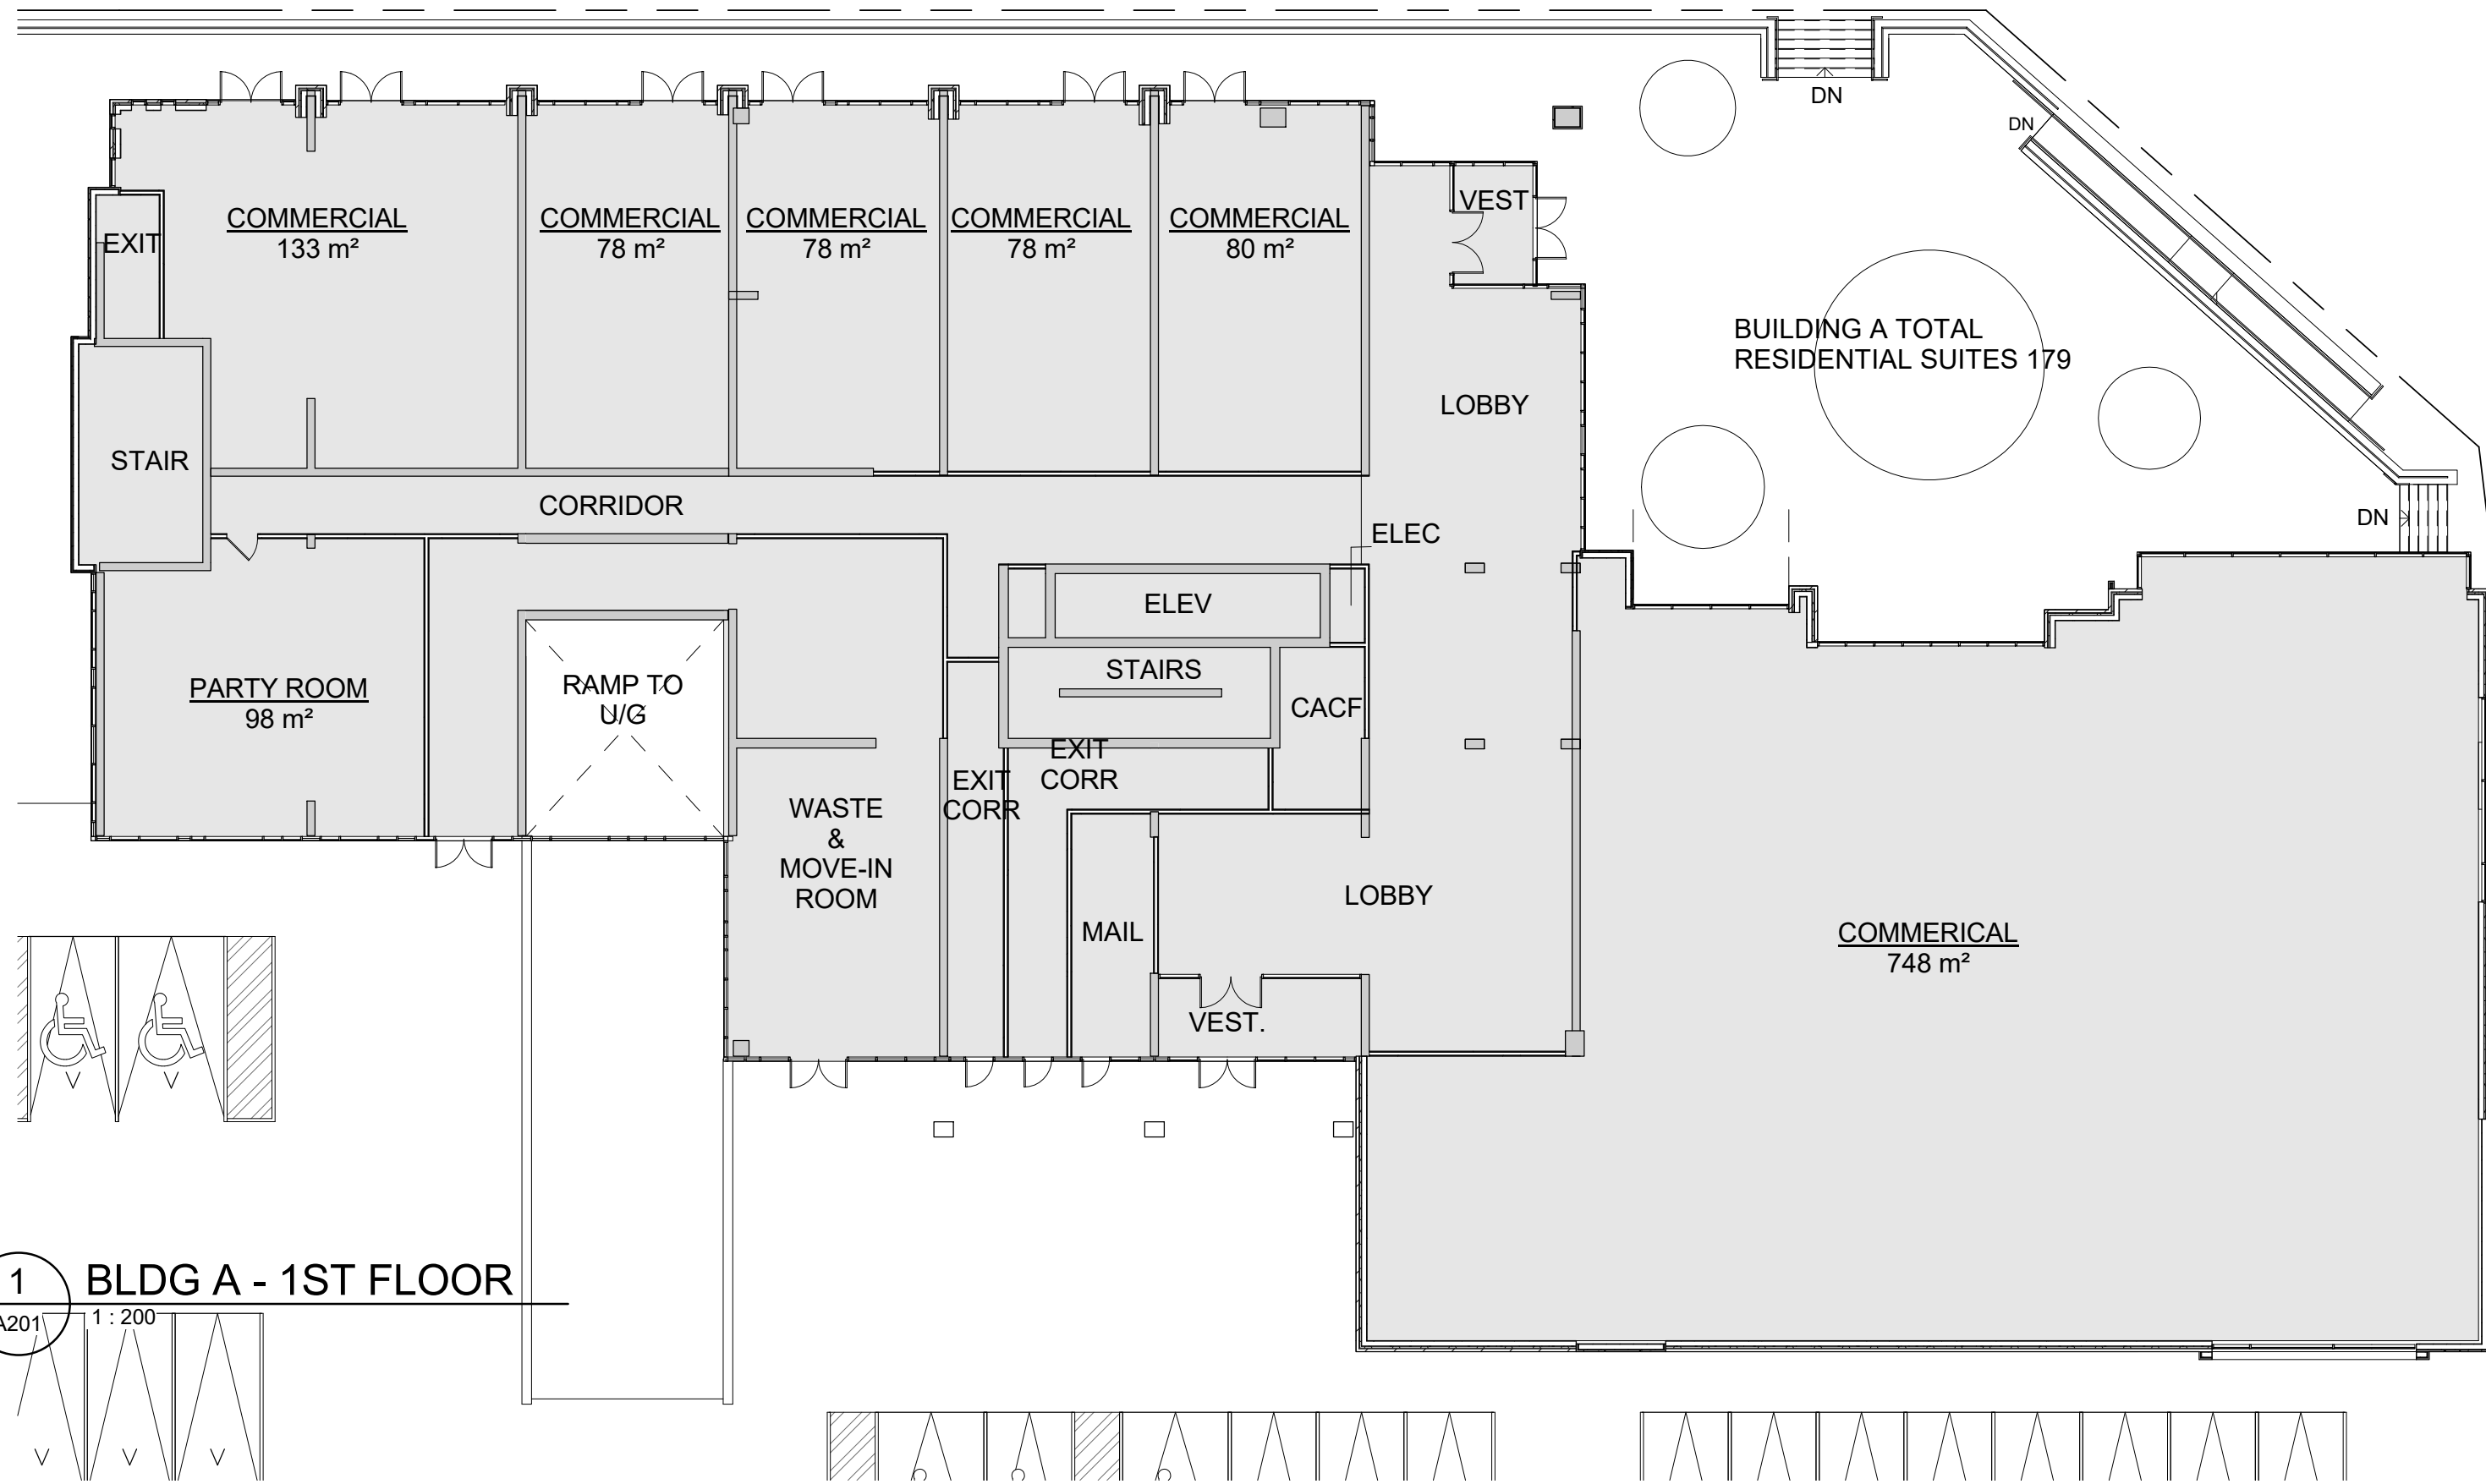 DN
DN
COMMERCIAL
133 m²
COMMERCIAL
78 m²
COMMERCIAL
78 m²
COMMERCIAL
78 m²
COMMERCIAL
80 m²
VEST
EXIT
BUILDING A TOTAL
RESIDENTIAL SUITES 179
LOBBY
STAIR
CORRIDOR
DN
ELEC
ELEV
STAIRS
PARTY ROOM
98 m²
RAMP TO
U/G
CACF
EXIT
CORR
EXIT
CORR
WASTE
&
MOVE-IN
ROOM
LOBBY
MAIL
COMMERICAL
748 m²
VEST.
1
BLDG A - 1ST FLOOR
A201
1 : 200